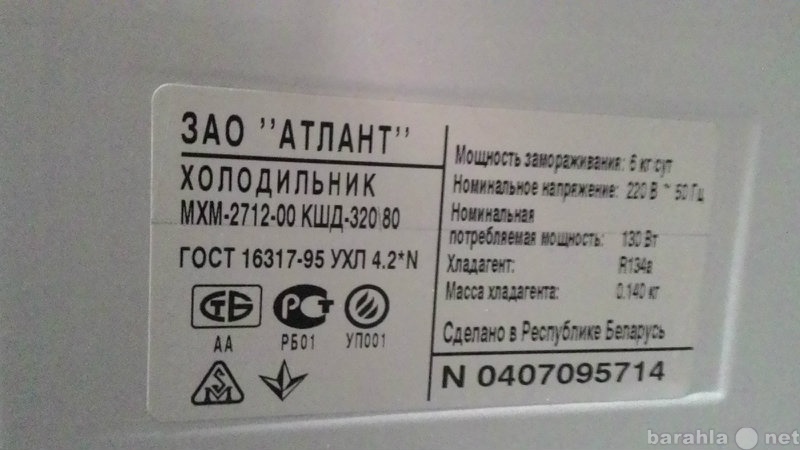 ЗАО "АТЛАНТ"
ХОЛОДИЛЬНИК
МХМ-2712-00 КШД-320\80
ГОСТ 16317-95 УХЛ 4.2*N
СТБ РСТ
АА РБ01 УП001
Мощность замораживания: 6 кг\сут
Номинальное напряжение: 220 В ~ 50 Гц
Номинальная
потребляемая мощность: 130 Вт
Хладагент: R134a
Масса хладагента: 0.140 кг
Сделано в Республике Беларусь
N 0407095714
barahla net